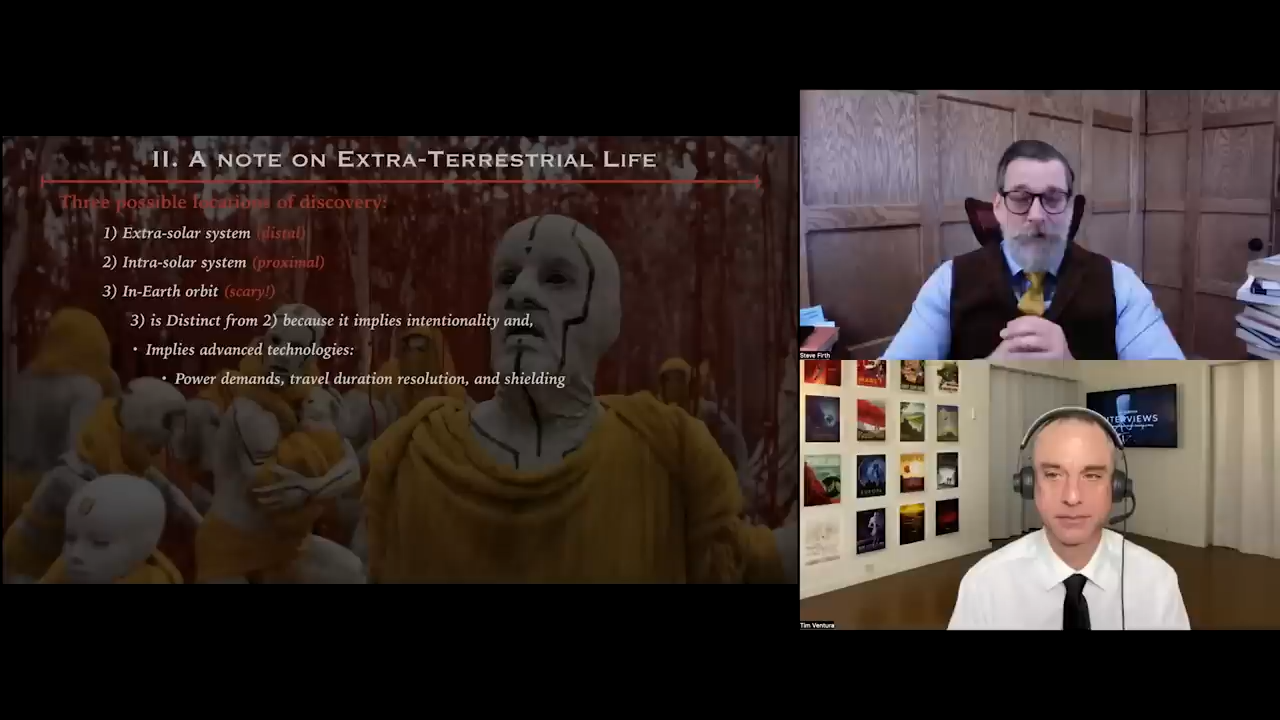 II. A NOTE ON EXTRA-TERRESTRIAL LIFE
Three possible locations of discovery:
1) Extra-solar system (distal)
2) Intra-solar system (proximal)
3) In-Earth orbit (scary!)
3) is Distinct from 2) because it implies intentionality and,
• Implies advanced technologies:
• Power demands, travel duration resolution, and shielding
Steve Firth
INTERVIEWS
Tim Ventura